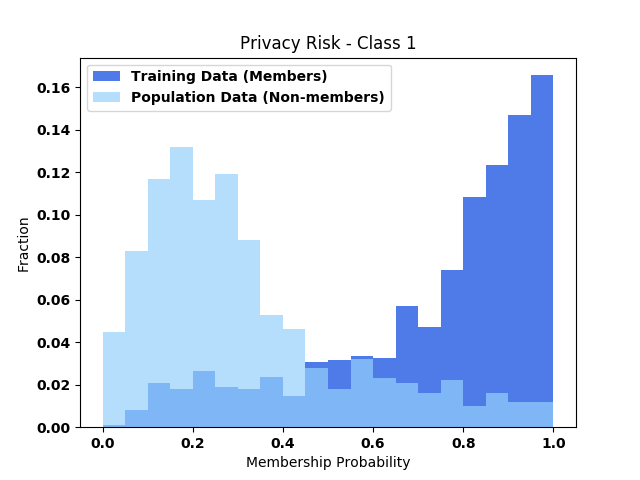 Privacy Risk - Class 1
Training Data (Members)
Population Data (Non-members)
0.16
0.14
0.12
0.10
0.08
0.06
0.04
0.02
0.00
Fraction
0.0 0.2 0.4 0.6 0.8 1.0
Membership Probability